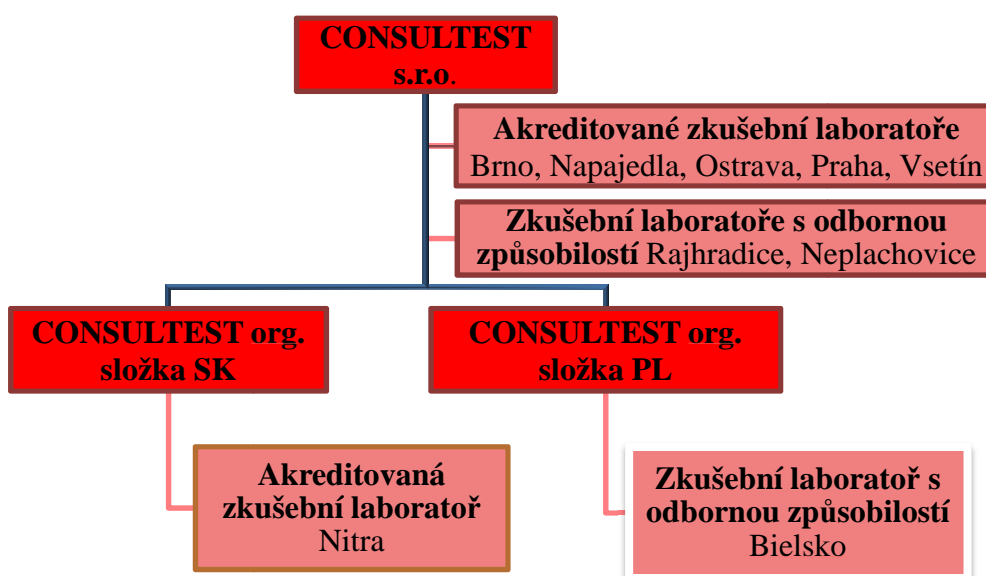 CONSULTEST
s.r.o.
Akreditované zkušební laboratoře
Brno, Napajedla, Ostrava, Praha, Vsetín
Zkušební laboratoře s odbornou
způsobilostí Rajhradice, Neplachovice
CONSULTEST org.
složka SK
CONSULTEST org.
složka PL
Akreditovaná
zkušební laboratoř
Nitra
Zkušební laboratoř s
odbornou způsobilostí
Bielsko